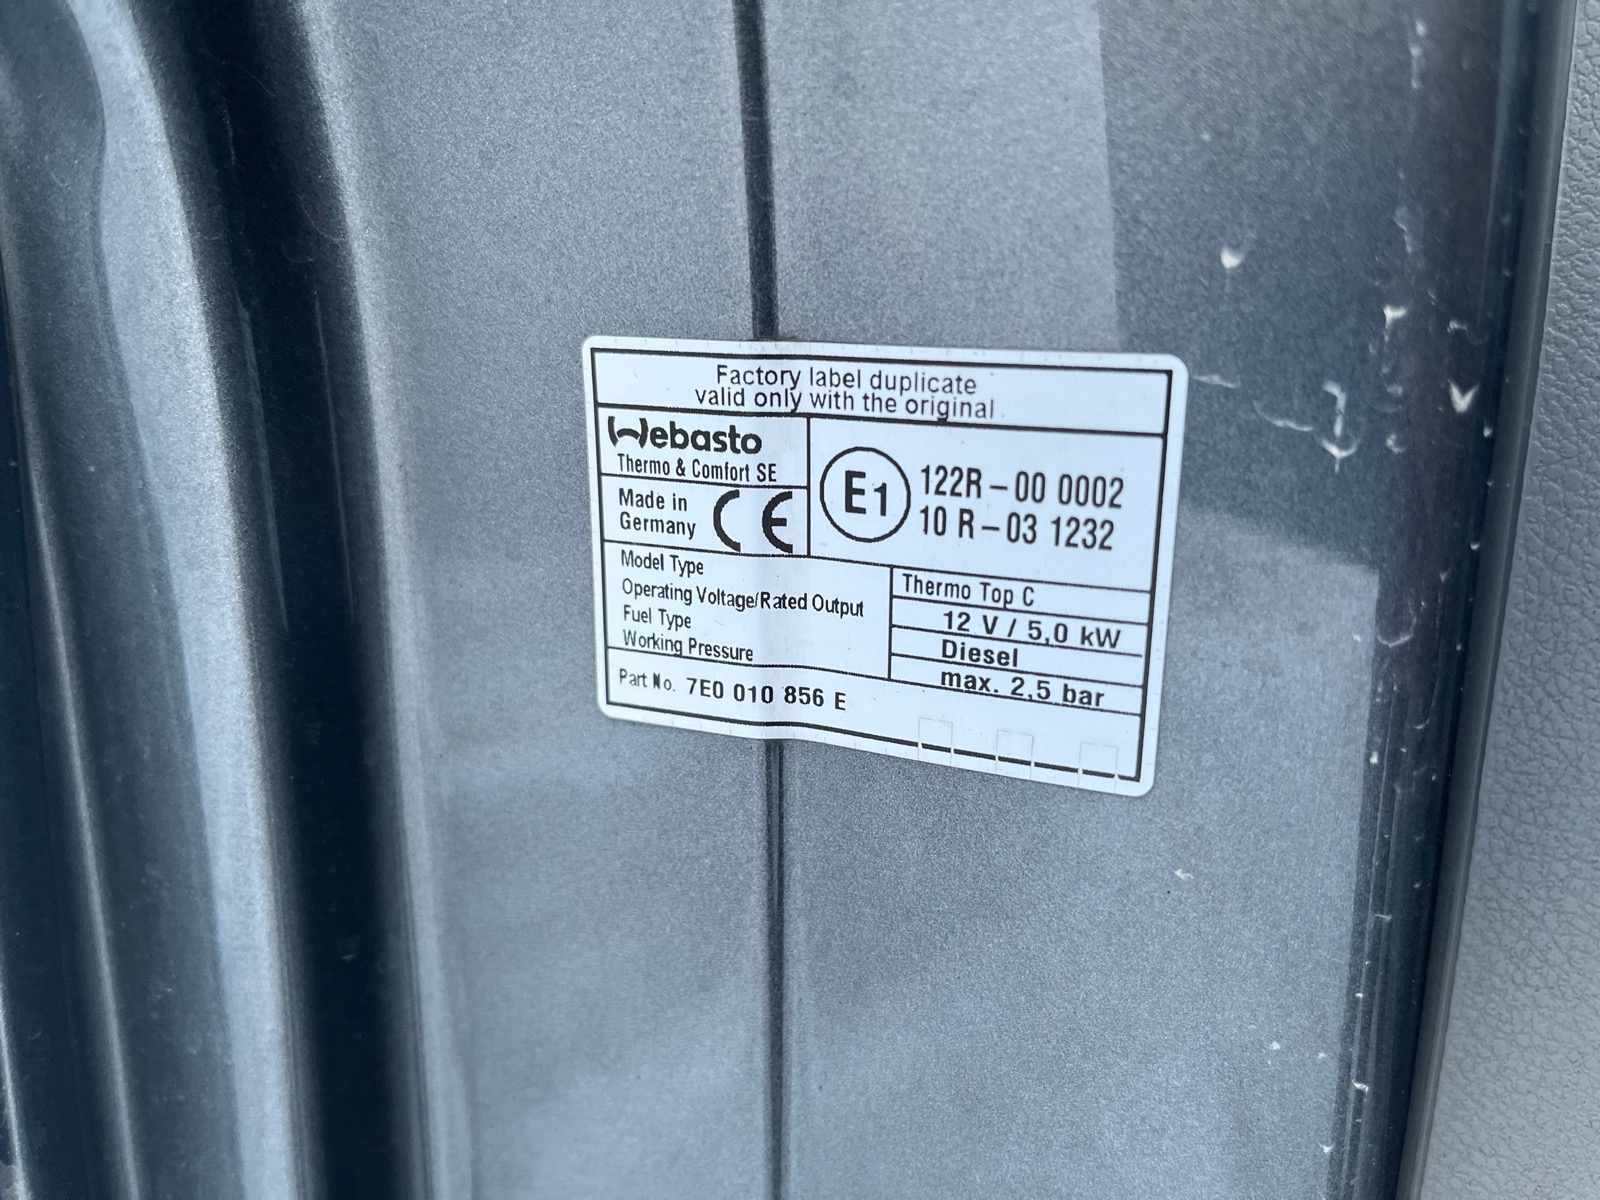 Factory label duplicate
valid only with the original
Webasto
Thermo & Comfort SE
Made in
Germany
CE
E1
122R – 00 0002
10 R – 03 1232
Model Type
Thermo Top C
Operating Voltage/Rated Output
12 V / 5,0 kW
Fuel Type
Diesel
Working Pressure
max. 2,5 bar
Part No. 7E0 010 856 E